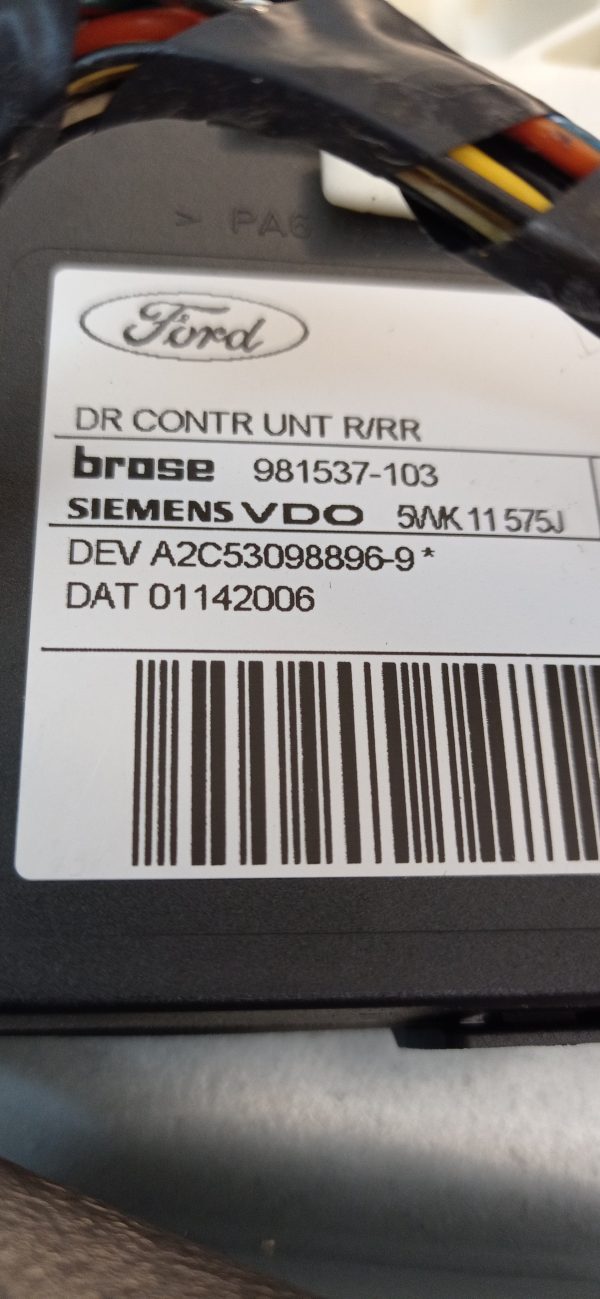 > PA6
Ford
DR CONTR UNT R/RR
brose 981537-103
SIEMENS VDO 5WK 11 575J
DEV A2C53098896-9 *
DAT 01142006